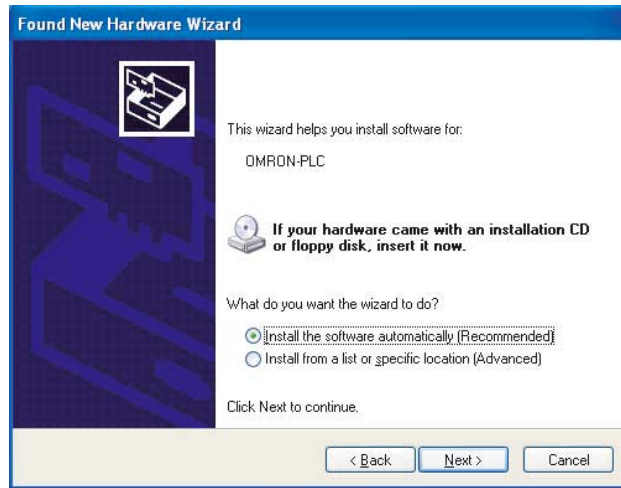 Found New Hardware Wizard
This wizard helps you install software for:
OMRON-PLC
If your hardware came with an installation CD
or floppy disk, insert it now.
What do you want the wizard to do?
Install the software automatically (Recommended)
Install from a list or specific location (Advanced)
Click Next to continue.
< Back Next > Cancel